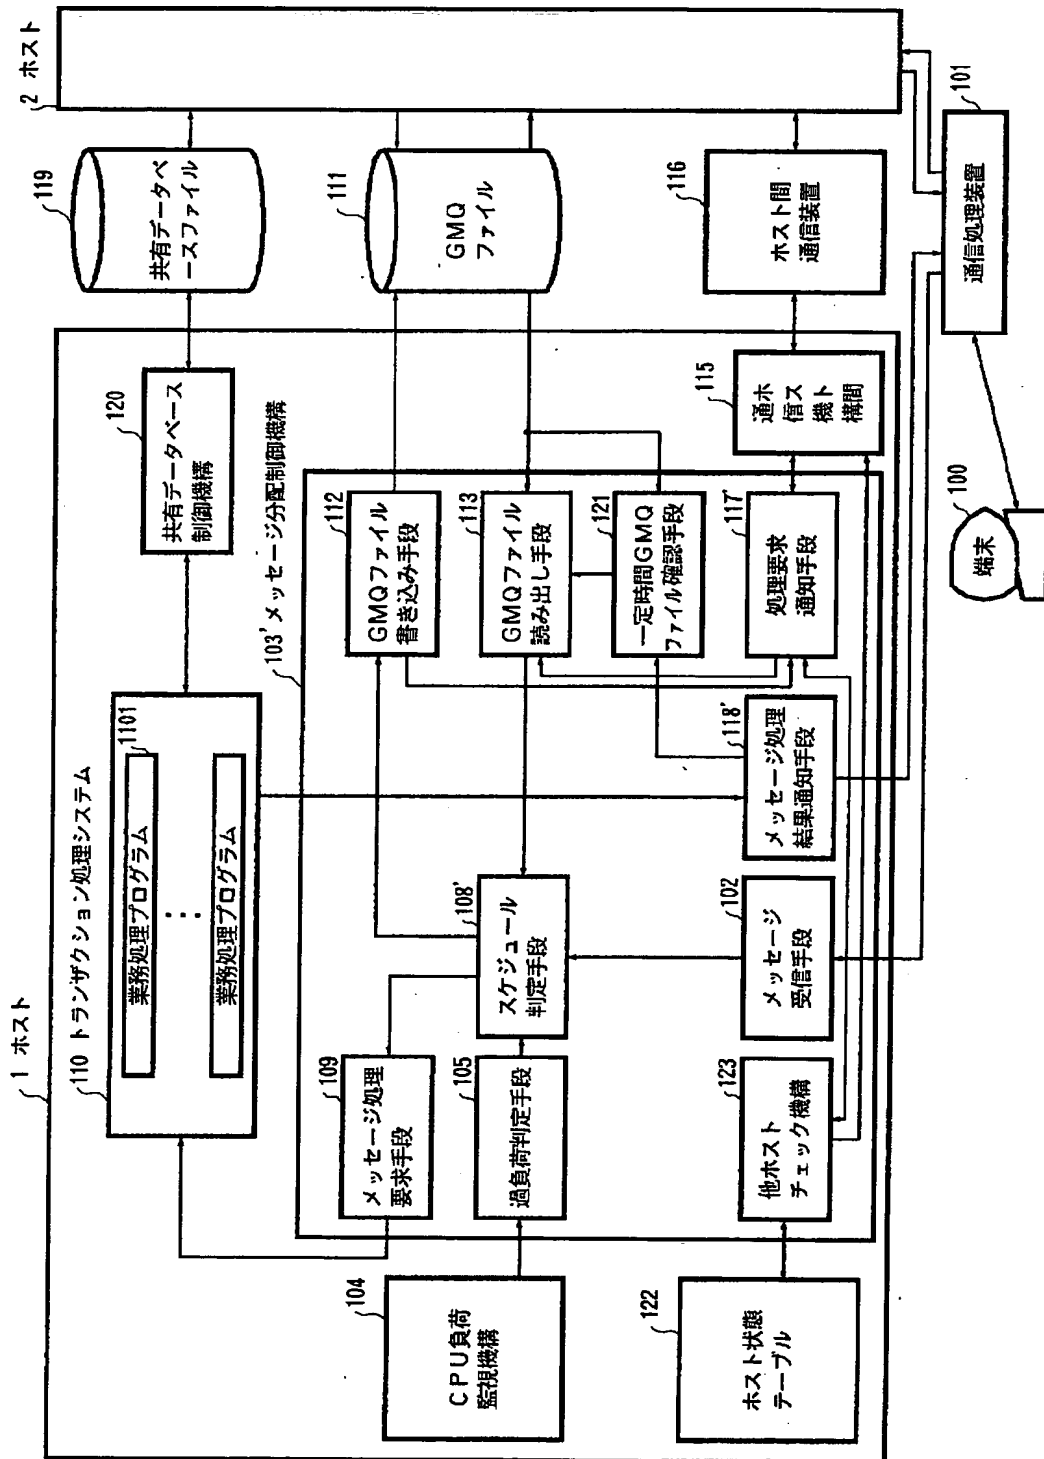 1 ホスト
110 トランザクション処理システム
1101
業務処理プログラム
業務処理プログラム
120
共有データベース
制御機構
119
共有データベ
ースファイル
2 ホスト
103' メッセージ分配制御機構
109
メッセージ処理
要求手段
112
GMQファイル
書き込み手段
111
GMQ
ファイル
104
CPU負荷
監視機構
105
過負荷判定手段
108'
スケジュール
判定手段
113
GMQファイル
読み出し手段
121
一定時間GMQ
ファイル確認手段
122
ホスト状態
テーブル
123
他ホスト
チェック機構
102
メッセージ
受信手段
118'
メッセージ処理
結果通知手段
117'
処理要求
通知手段
115
ホスト間
通信機構
116
ホスト間
通信装置
101
通信処理装置
100
端末